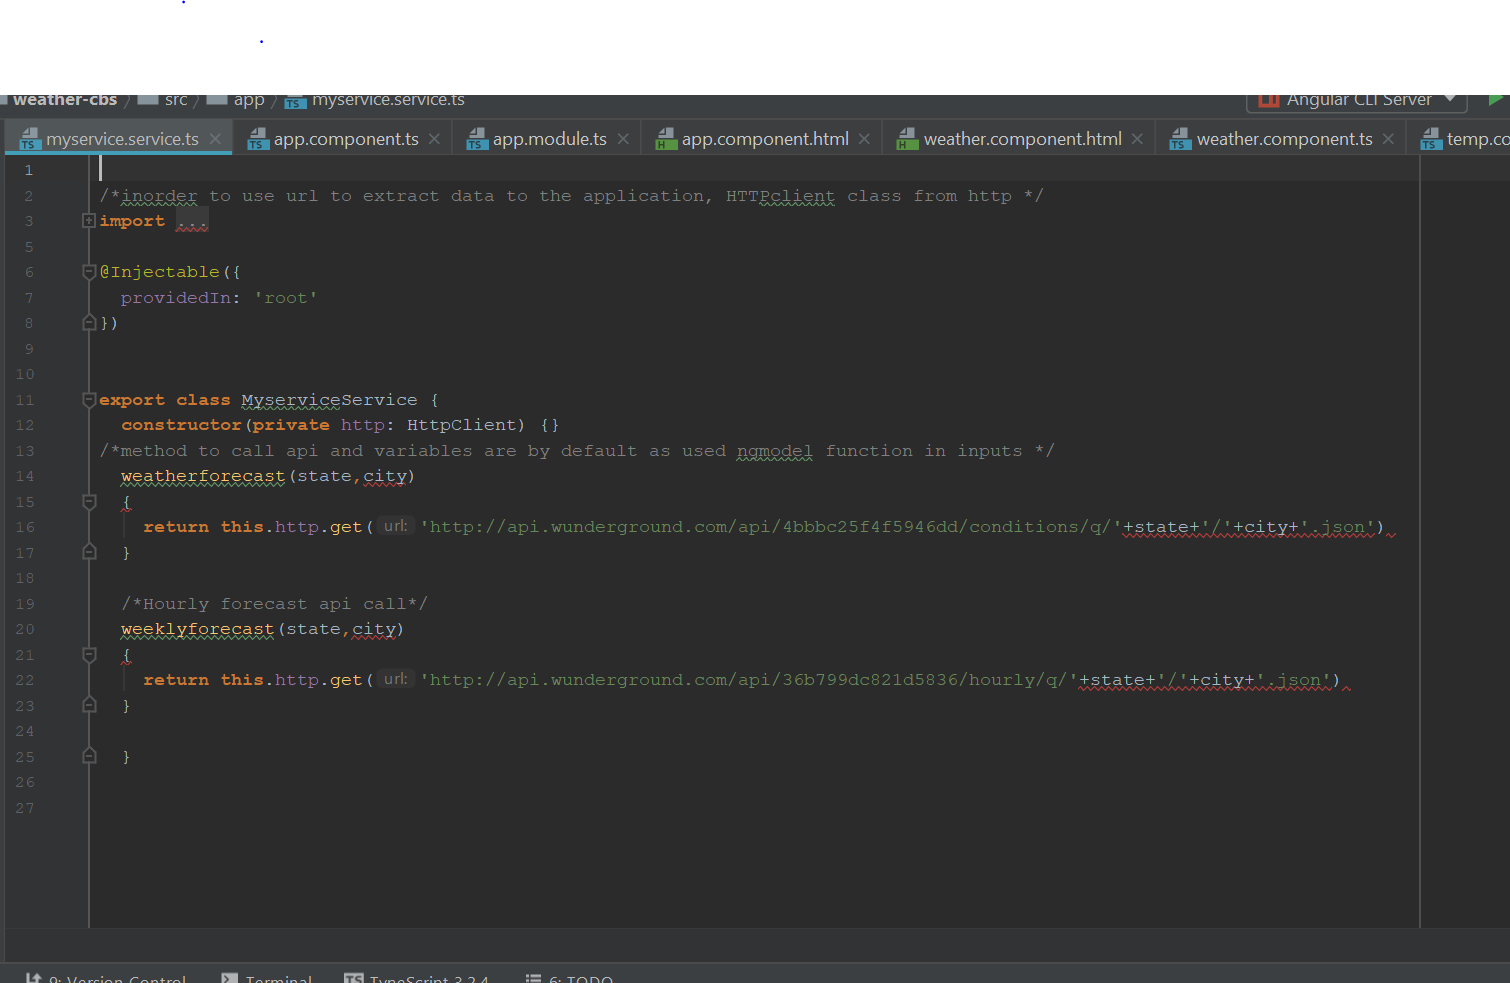 weather-cbs src app myservice.service.ts Angular CLI Server
myservice.service.ts app.component.ts app.module.ts app.component.html weather.component.html weather.component.ts temp.co
1
2 /*inorder to use url to extract data to the application, HTTPclient class from http */
3 import ...
5
6 @Injectable({
7 providedIn: 'root'
8 })
9
10
11 export class MyserviceService {
12 constructor(private http: HttpClient) {}
13 /*method to call api and variables are by default as used ngmodel function in inputs */
14 weatherforecast(state,city)
15 {
16 return this.http.get( url: 'http://api.wunderground.com/api/4bbbc25f4f5946dd/conditions/q/'+state+'/'+city+'.json')
17 }
18
19 /*Hourly forecast api call*/
20 weeklyforecast(state,city)
21 {
22 return this.http.get( url: 'http://api.wunderground.com/api/36b799dc821d5836/hourly/q/'+state+'/'+city+'.json')
23 }
24
25 }
26
27
9: Version Control Terminal TypeScript 3.2.4 6: TODO